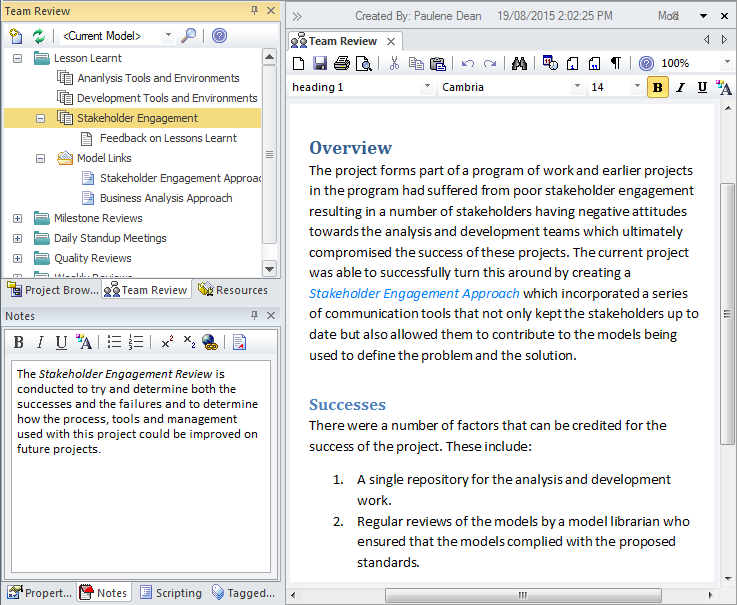 Team Review
<Current Model>
Lesson Learnt
Ananlysis Tools and Environments
Development Tools and Environments
Stakeholder Engagement
Feedback on Lessons Learnt
Model Links
Stakeholder Engagement Approac
Business Analysis Approach
Milestone Reviews
Daily Standup Meetings
Quality Reviews
Weekly Reviews
Project Brow... Team Review Resources
Notes
B I U A x² x₂
The Stakeholder Engagement Review is
conducted to try and determine both the
successes and the failures and to determine
how the process, tools and management
used with this project could be improved on
future projects.
Propert... Notes Scripting Tagged...
Created By: Paulene Dean 19/08/2015 2:02:25 PM
Team Review
100%
heading 1 Cambria 14 B I U A
Overview
The project forms part of a program of work and earlier projects
in the program had suffered from poor stakeholder engagement
resulting in a number of stakeholders having negative attitudes
towards the analysis and development teams which ultimately
compromised the success of these projects. The current project
was able to successfully turn this around by creating a
Stakeholder Engagement Approach which incorporated a series
of communication tools that not only kept the stakeholders up to
date but also allowed them to contribute to the models being
used to define the problem and the solution.
Successes
There were a number of factors that can be credited for the
success of the project. These include:
1. A single repository for the analysis and development
work.
2. Regular reviews of the models by a model librarian who
ensured that the models complied with the proposed
standards.